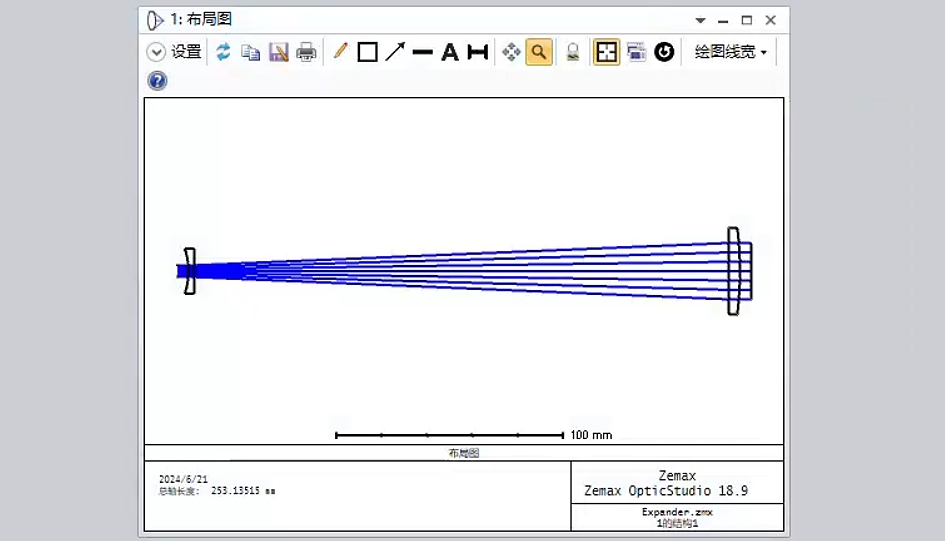 1: 布局图
设置
A
绘图线宽
?
100 mm
布局图
2024/6/21
总轴长度: 253.13515 mm
Zemax
Zemax OpticStudio 18.9
Expander.zmx
1的结构1